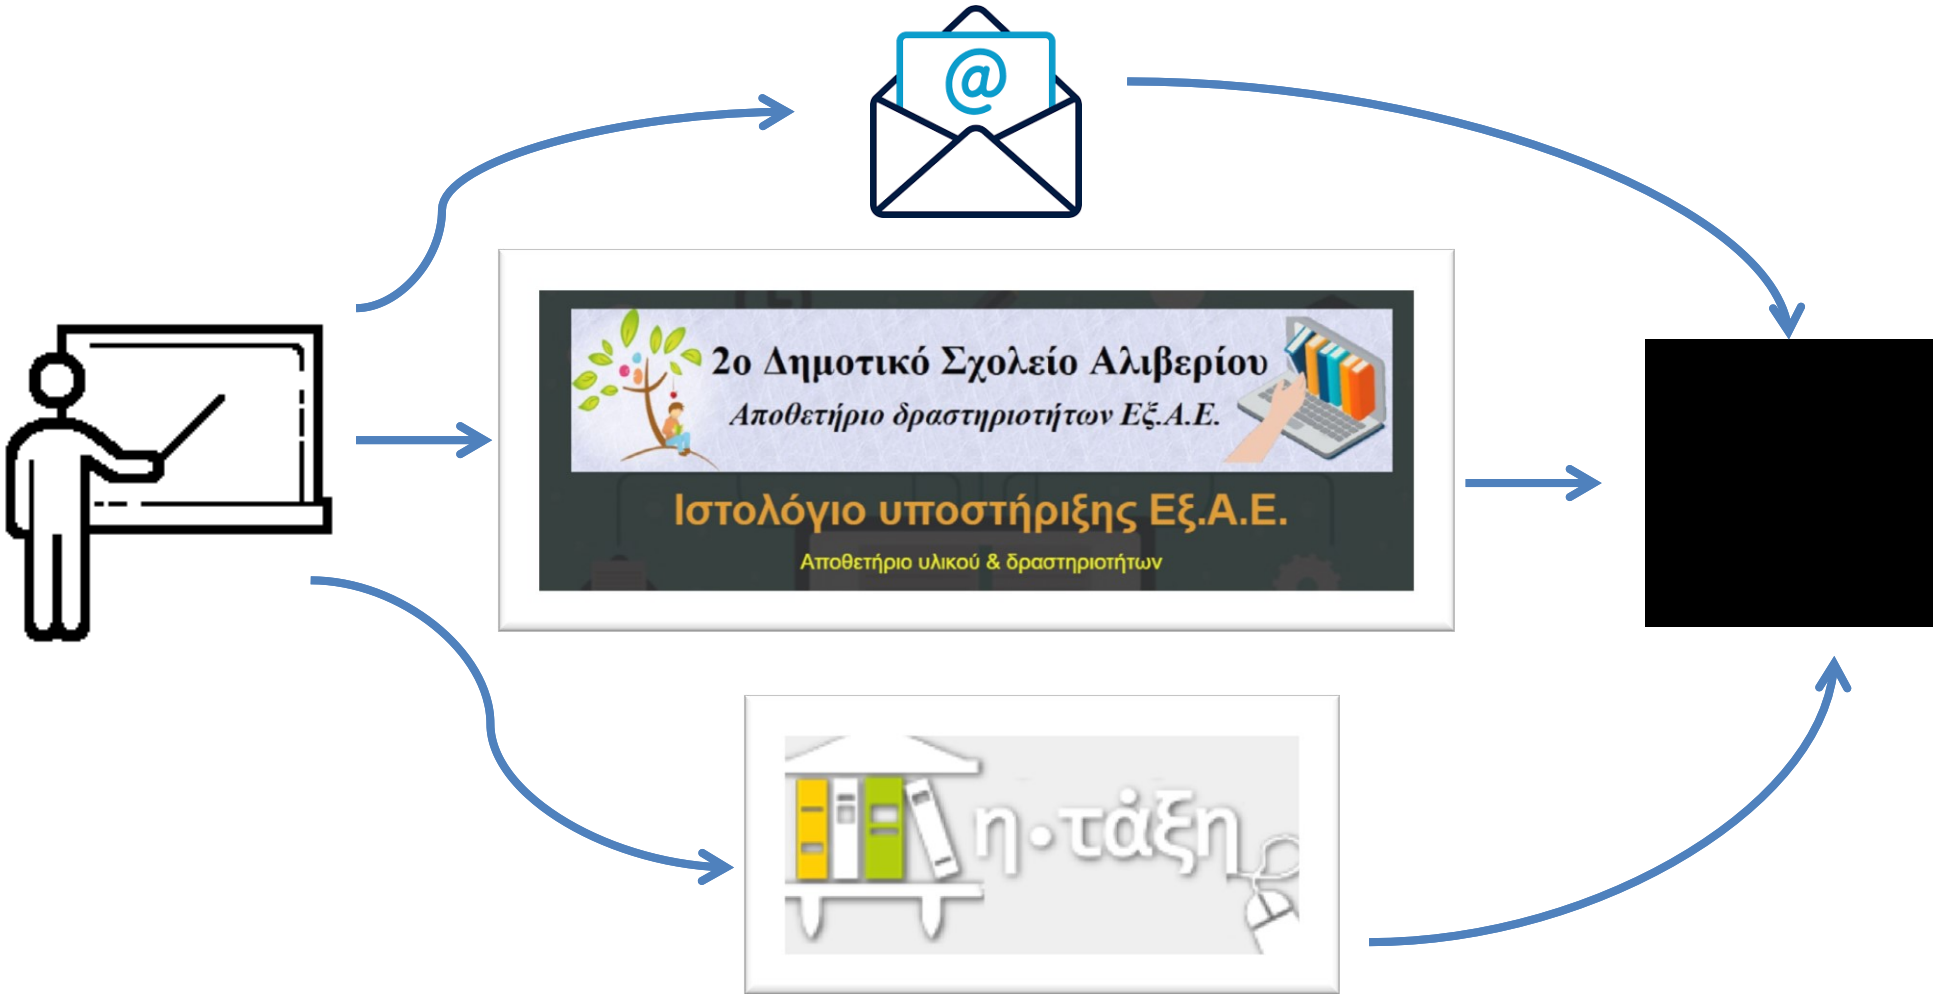 @
2ο Δημοτικό Σχολείο Αλιβερίου
Αποθετήριο δραστηριοτήτων Εξ.Α.Ε.
Ιστολόγιο υποστήριξης Εξ.Α.Ε.
Αποθετήριο υλικού & δραστηριοτήτων
η•τάξη